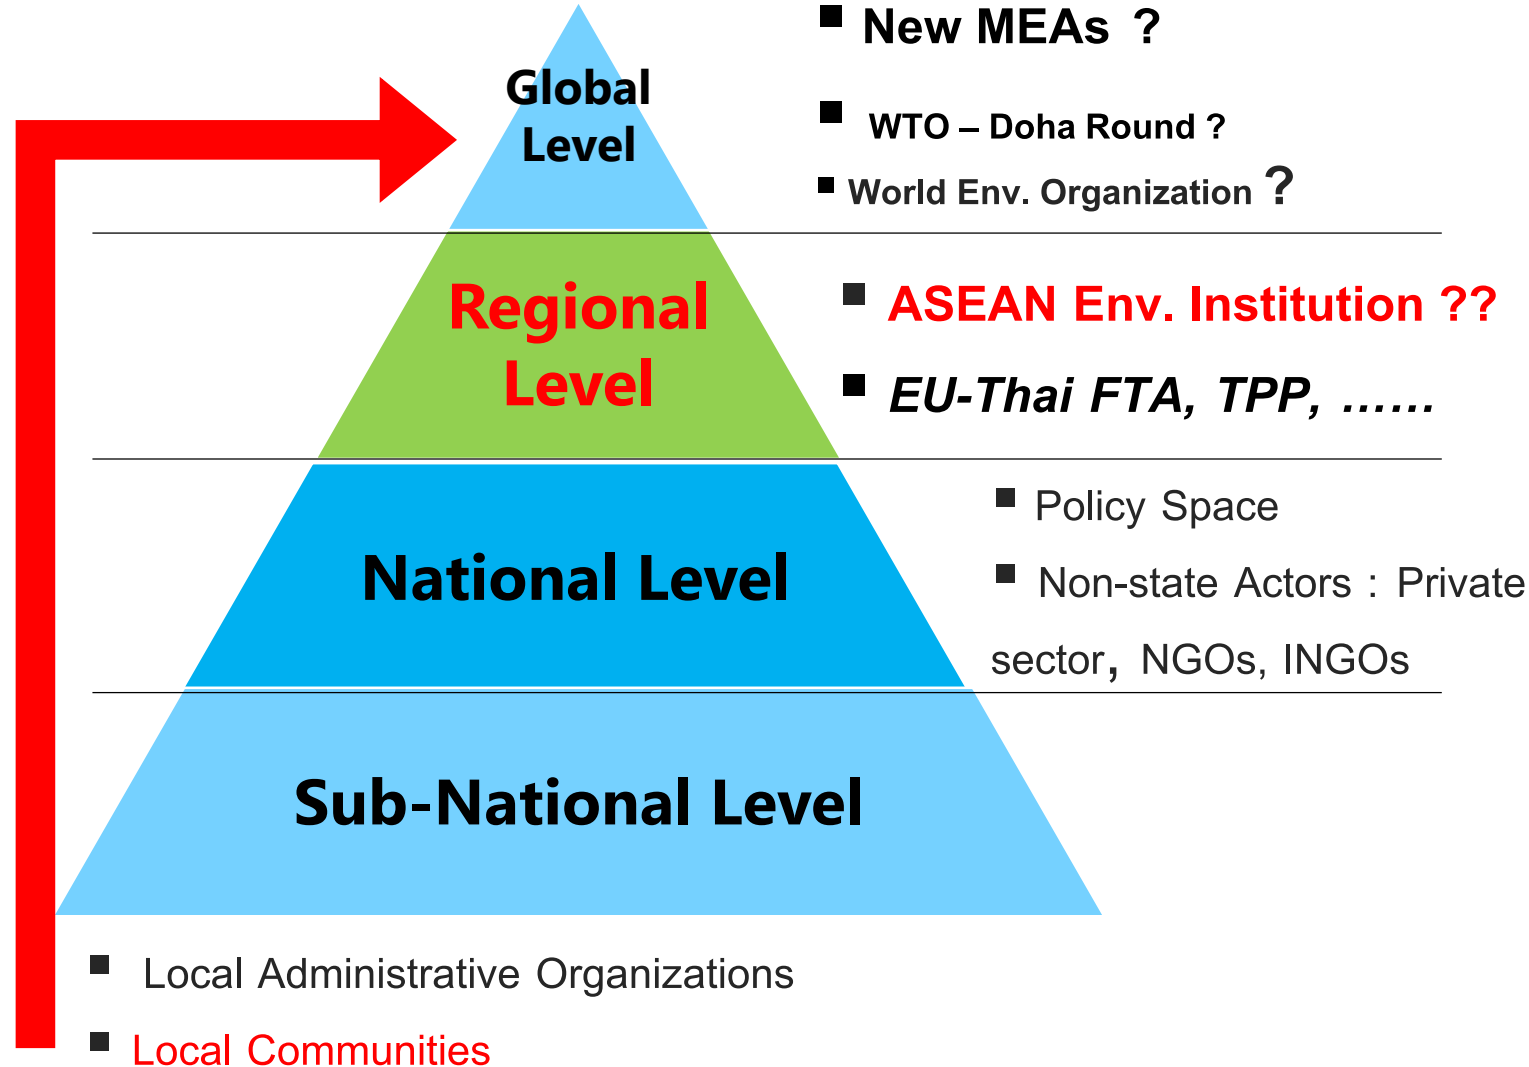 ■ New MEAs ?
Global
Level
■ WTO – Doha Round ?
■ World Env. Organization ?
Regional
Level
■ ASEAN Env. Institution ??
■ EU-Thai FTA, TPP, ……
National Level
■ Policy Space
■ Non-state Actors : Private
sector, NGOs, INGOs
Sub-National Level
■ Local Administrative Organizations
■ Local Communities